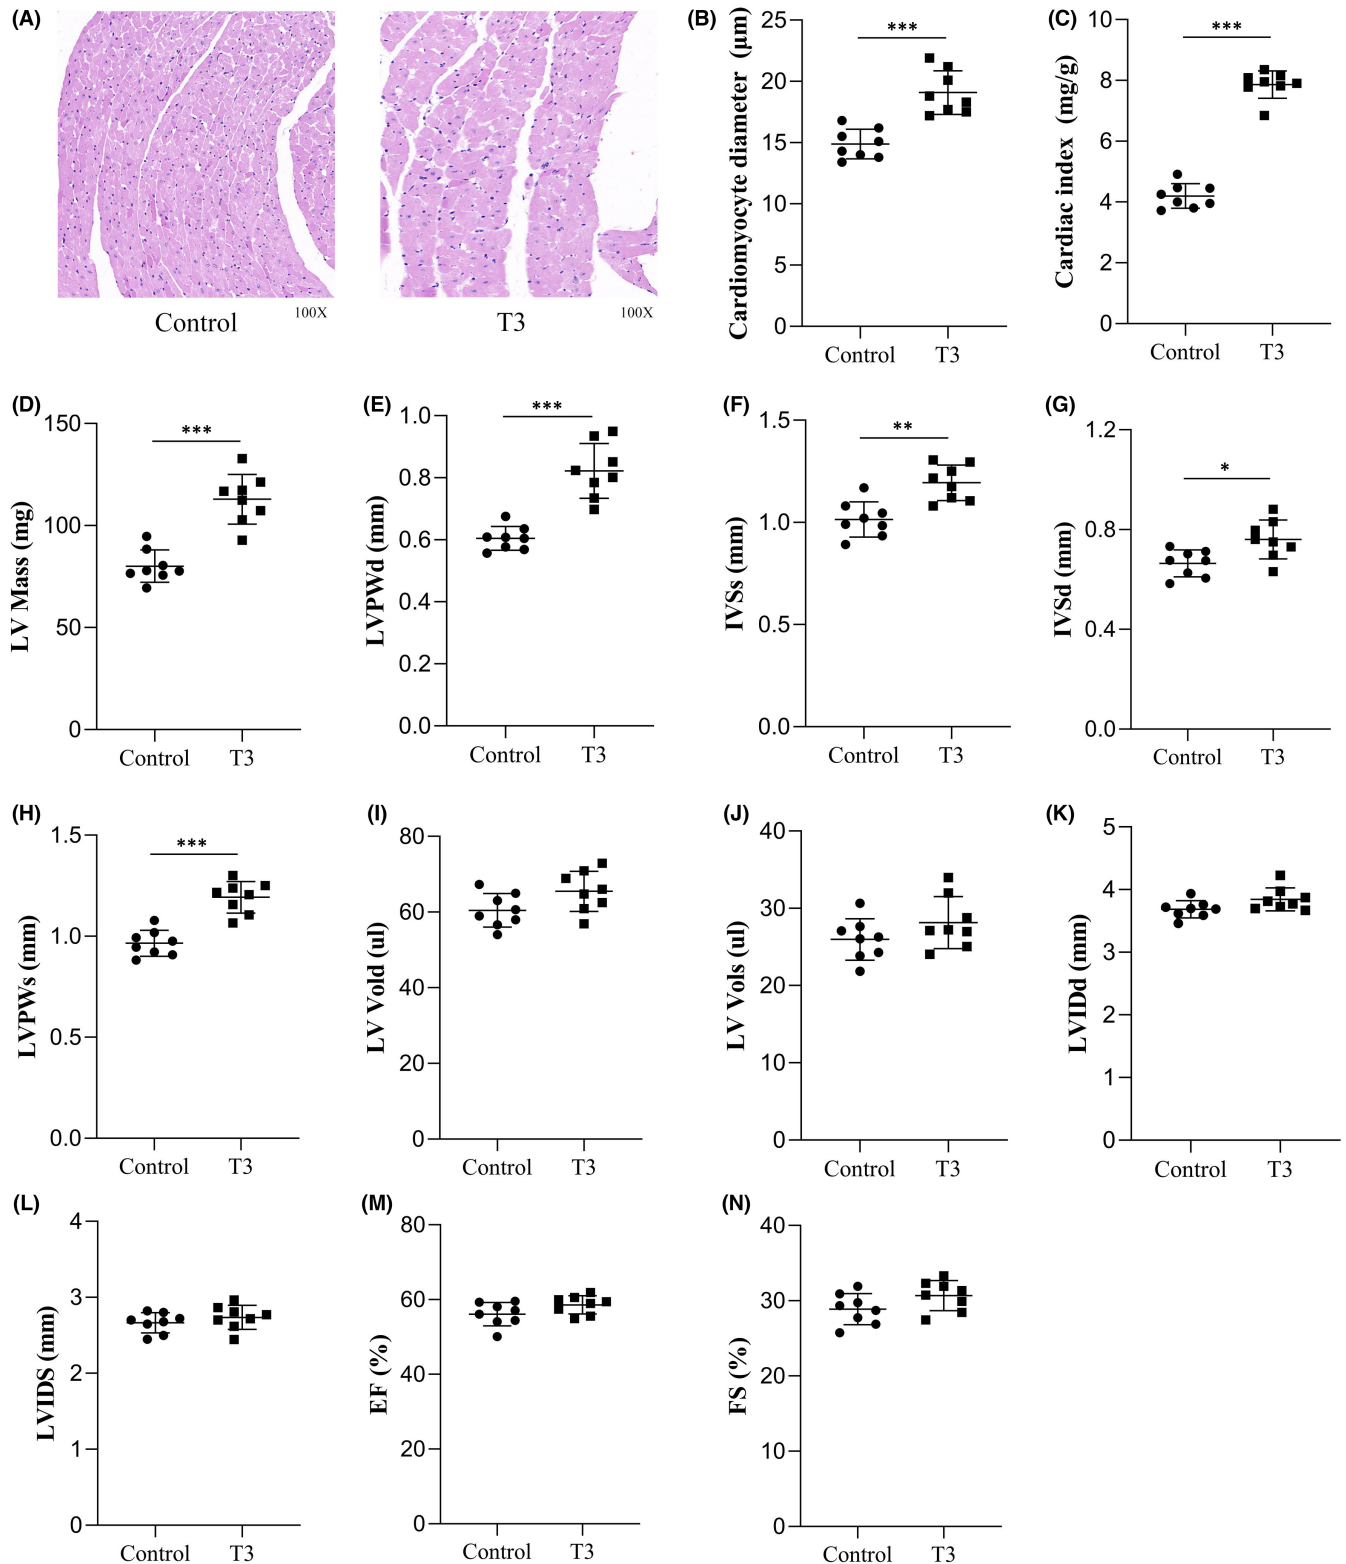 (A)
Control
100X
T3
100X
(B)
Cardiomyocyte diameter (μm)
25
20
15
10
5
0
***
Control
T3
(C)
Cardiac index (mg/g)
10
8
6
4
2
0
***
Control
T3
(D)
LV Mass (mg)
150
100
50
0
***
Control
T3
(E)
LVPWd (mm)
1.0
0.8
0.6
0.4
0.2
0.0
***
Control
T3
(F)
IVSs (mm)
1.5
1.0
0.5
0.0
**
Control
T3
(G)
IVSd (mm)
1.2
0.8
0.4
0.0
*
Control
T3
(H)
LVPWs (mm)
1.5
1.0
0.5
0.0
***
Control
T3
(I)
LV Vold (ul)
80
60
40
20
0
Control
T3
(J)
LV Vols (ul)
40
30
20
10
0
Control
T3
(K)
LVIDd (mm)
5
4
3
2
1
0
Control
T3
(L)
LVIDS (mm)
4
3
2
1
0
Control
T3
(M)
EF (%)
80
60
40
20
0
Control
T3
(N)
FS (%)
40
30
20
10
0
Control
T3